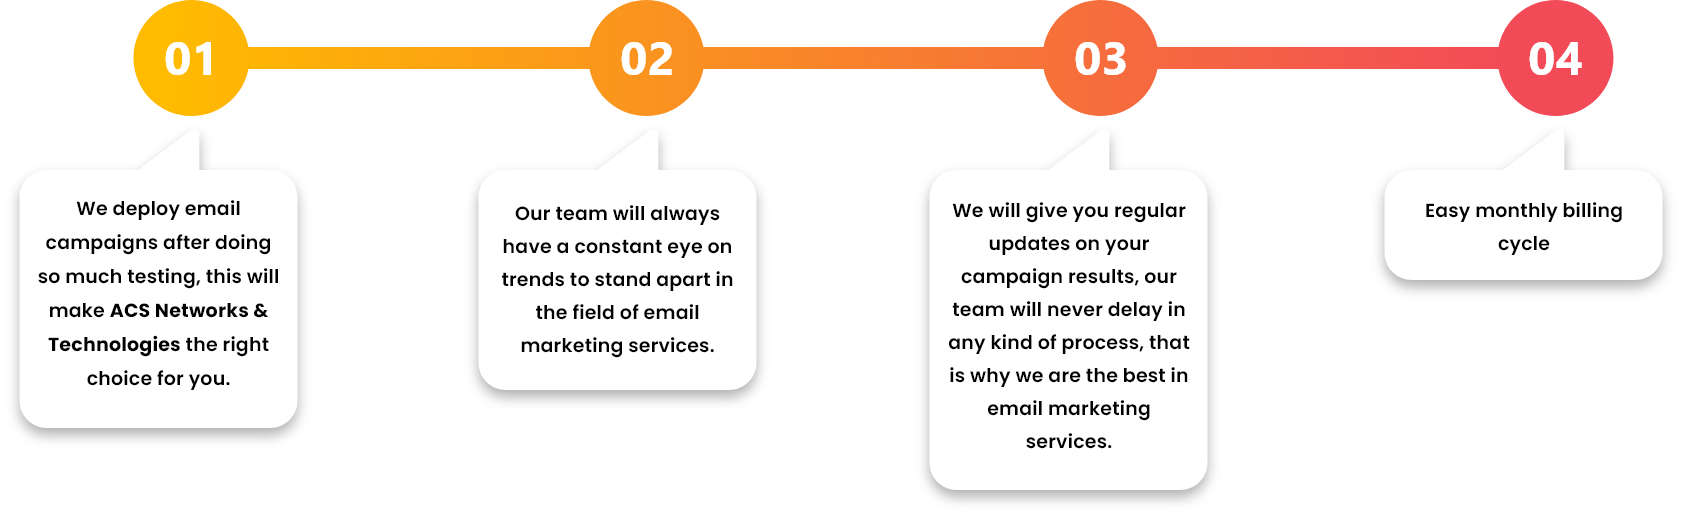 01
We deploy email
campaigns after doing
so much testing, this will
make ACS Networks &
Technologies the right
choice for you.
02
Our team will always
have a constant eye on
trends to stand apart in
the field of email
marketing services.
03
We will give you regular
updates on your
campaign results, our
team will never delay in
any kind of process, that
is why we are the best in
email marketing
services.
04
Easy monthly billing
cycle